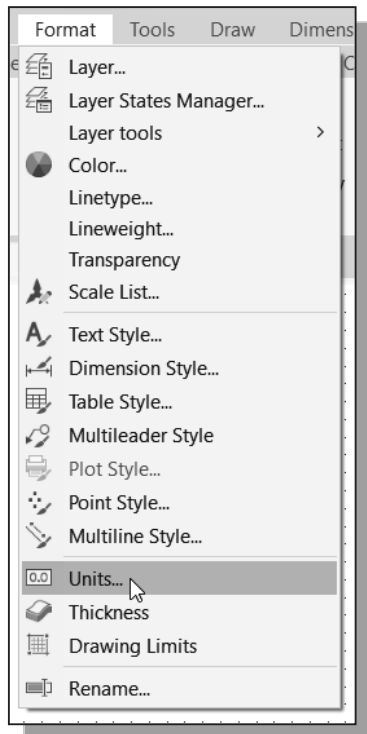 Format Tools Draw Dimens
Layer...
Layer States Manager...
Layer tools
Color...
Linetype...
Lineweight...
Transparency
Scale List...
Text Style...
Dimension Style...
Table Style...
Multileader Style
Plot Style...
Point Style...
Multiline Style...
0.0 Units...
Thickness
Drawing Limits
Rename...